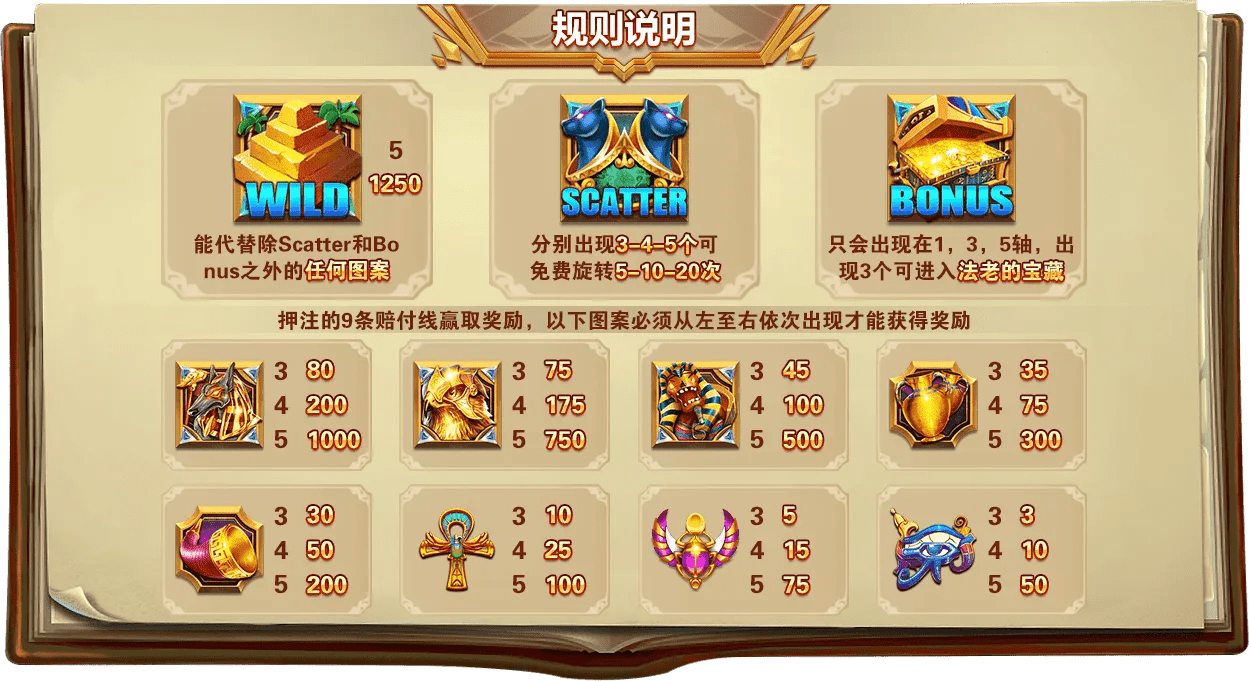 规则说明
WILD
5
1250
能代替除Scatter和Bo
nus之外的任何图案
SCATTER
分别出现3-4-5个可
免费旋转5-10-20次
BONUS
只会出现在1，3，5轴，出
现3个可进入法老的宝藏
押注的9条赔付线赢取奖励，以下图案必须从左至右依次出现才能获得奖励
3 80
4 200
5 1000
3 75
4 175
5 750
3 45
4 100
5 500
3 35
4 75
5 300
3 30
4 50
5 200
3 10
4 25
5 100
3 5
4 15
5 75
3 3
4 10
5 50